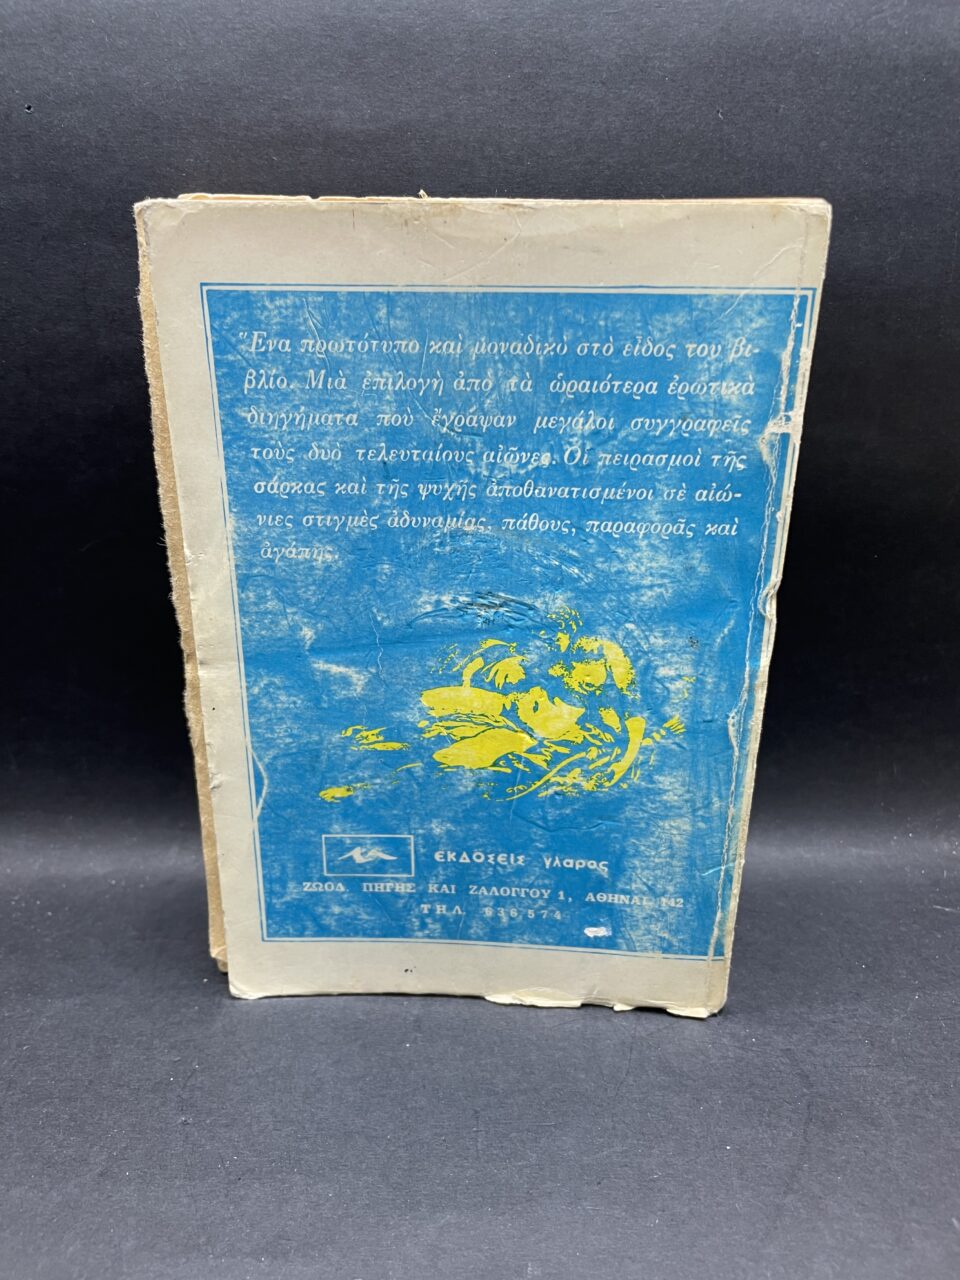 Ἕνα πρωτότυπο καὶ μοναδικὸ στὸ εἶδος του βι-
βλίο. Μιὰ ἐπιλογὴ ἀπὸ τὰ ὡραιότερα ἐρωτικὰ
διηγήματα ποὺ ἔγραψαν μεγάλοι συγγραφεῖς
τοὺς δυὸ τελευταίους αἰῶνες. Οἱ πειρασμοὶ τῆς
σάρκας καὶ τῆς ψυχῆς ἀποθανατισμένοι σὲ αἰώ-
νιες στιγμὲς ἀδυναμίας, πάθους, παραφορᾶς καὶ
ἀγάπης.
ΕΚΔΟΣΕΙΣ γλαρος
ΖΩΟΔ. ΠΗΓΗΣ ΚΑΙ ΖΑΛΟΓΓΟΥ 1, ΑΘΗΝΑΙ 142
ΤΗΛ. 636574